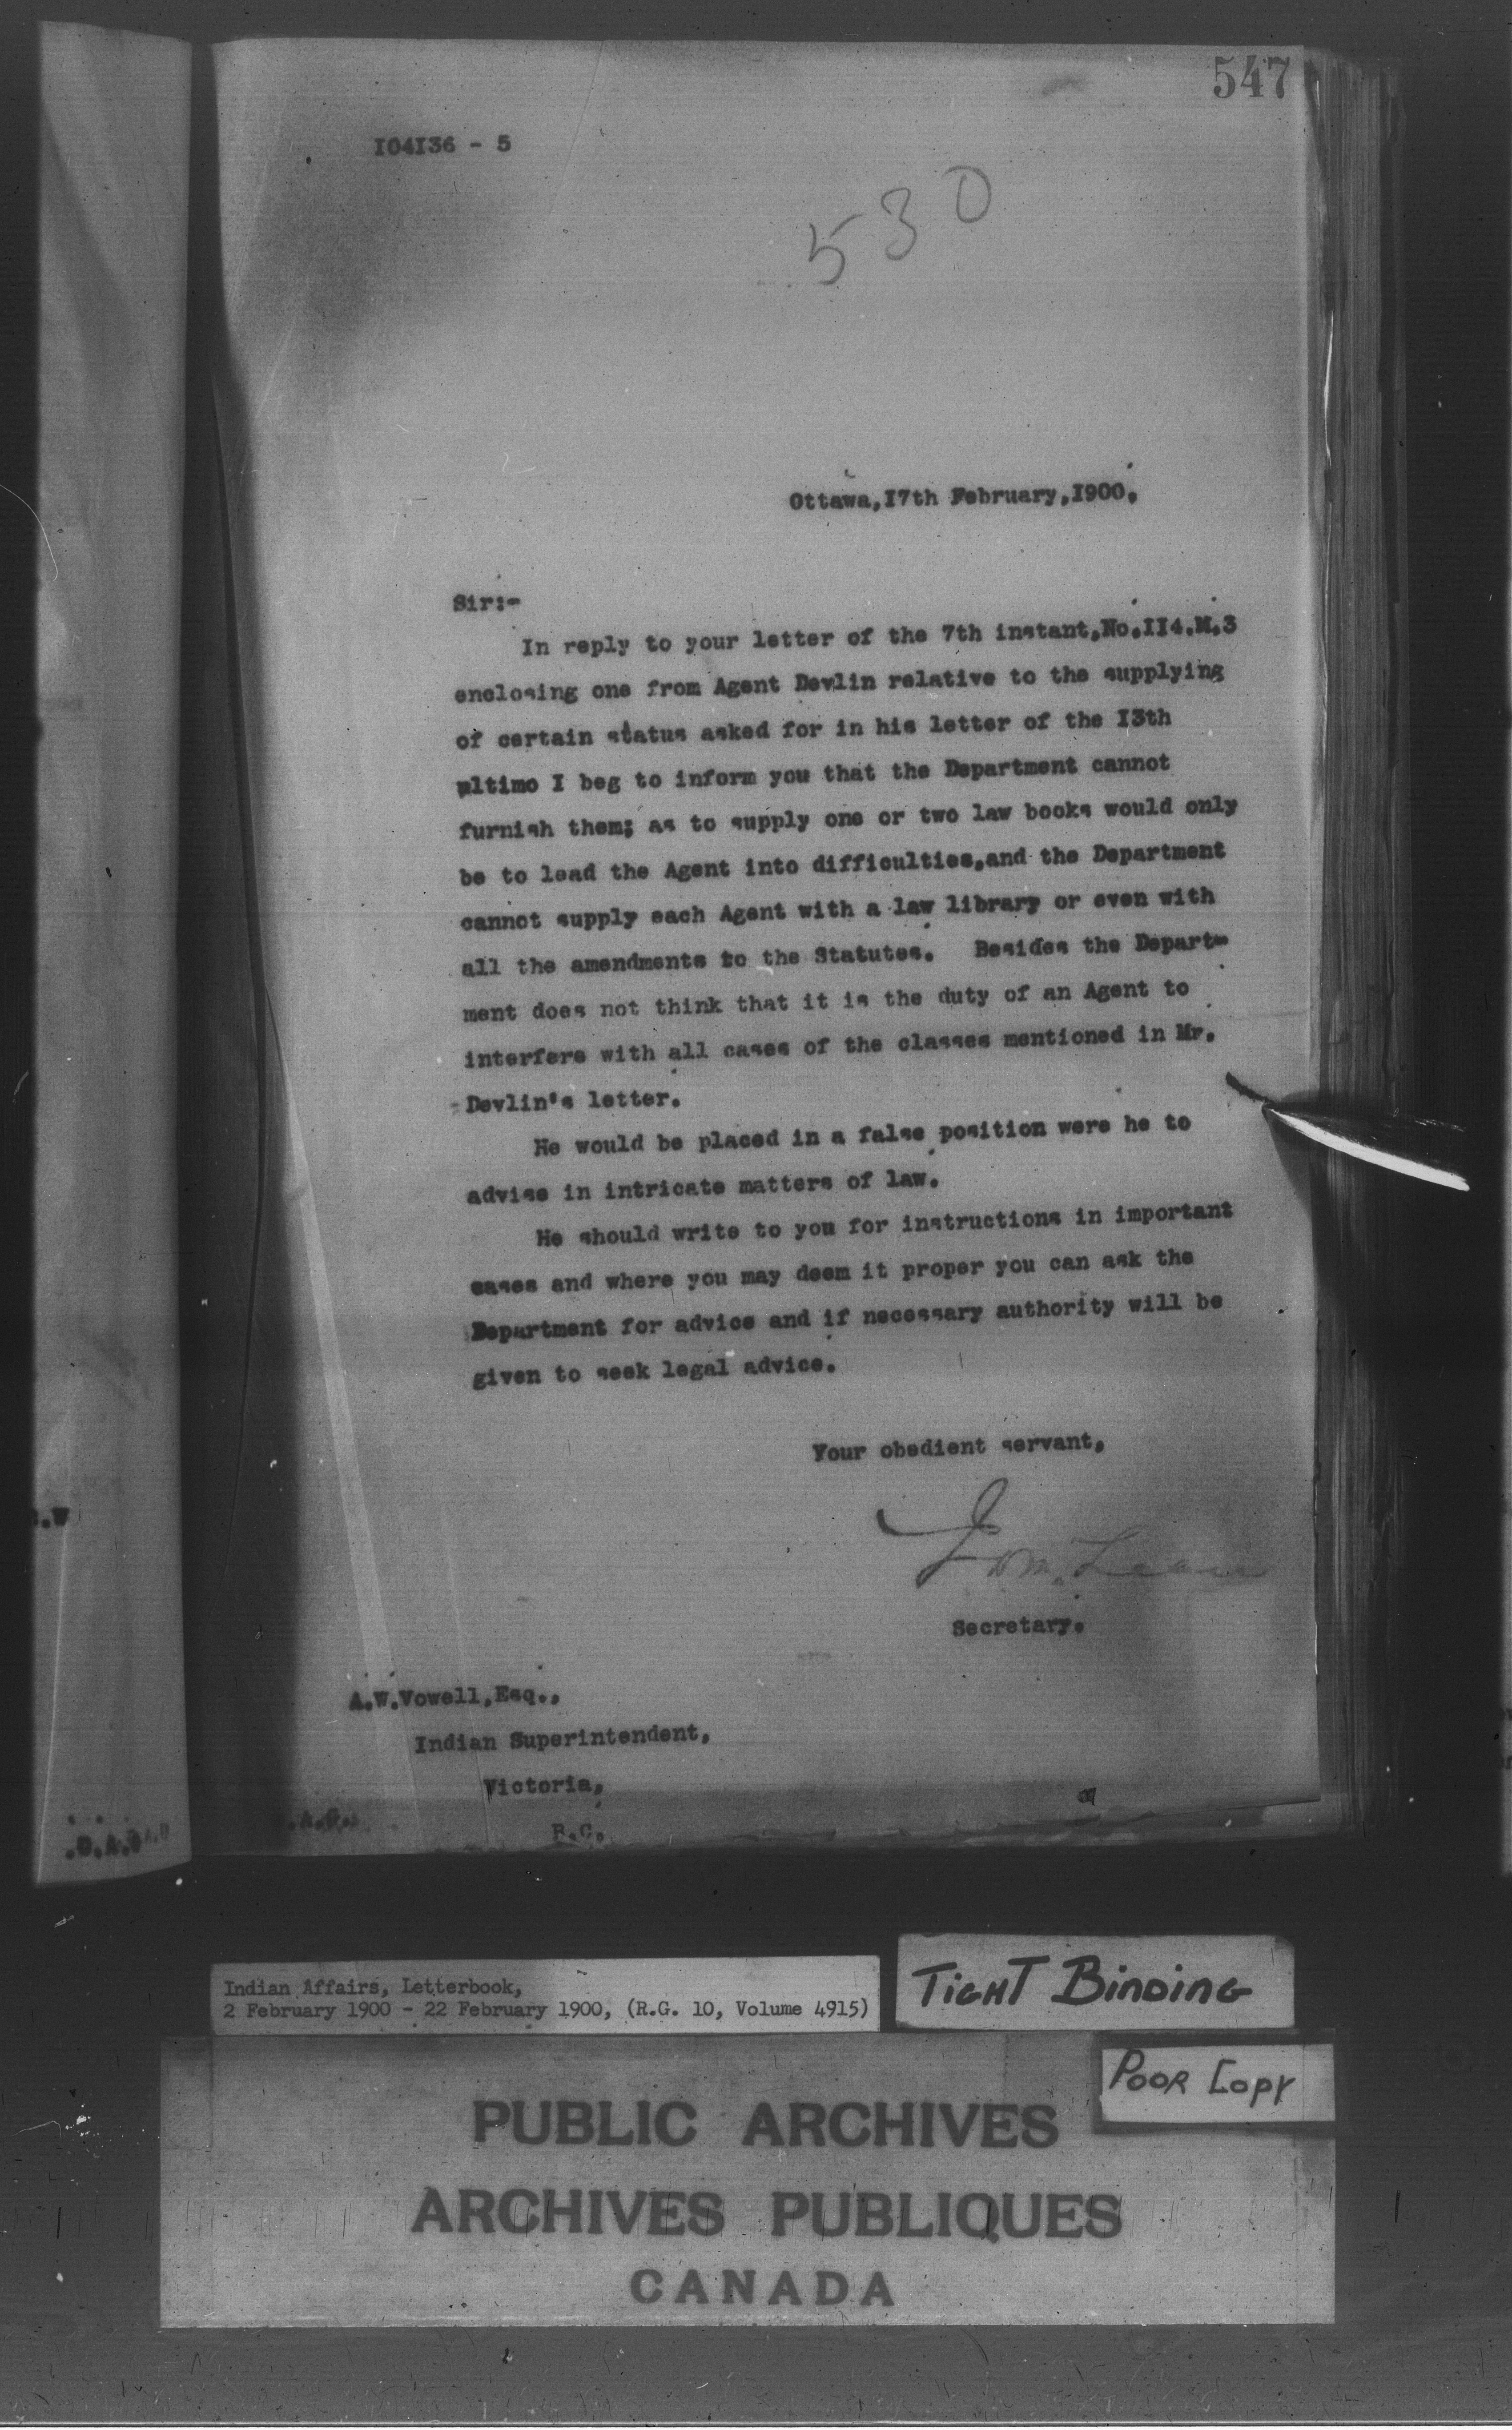 547
I04I36 - 5
530
Ottawa,I7th February,I900.
Sir:-
In reply to your letter of the 7th instant,No.II4.M.3
enclosing one from Agent Devlin relative to the supplying
of certain status asked for in his letter of the I3th
ultimo I beg to inform you that the Department cannot
furnish them; as to supply one or two law books would only
be to lead the Agent into difficulties,and the Department
cannot supply each Agent with a law library or even with
all the amendments to the Statutes. Besides the Depart-
ment does not think that it is the duty of an Agent to
interfere with all cases of the classes mentioned in Mr.
Devlin's letter.
He would be placed in a false position were he to
advise in intricate matters of law.
He should write to you for instructions in important
cases and where you may deem it proper you can ask the
Department for advice and if necessary authority will be
given to seek legal advice.
Your obedient servant,
J D McLean
Secretary.
A.W.Vowell,Esq.,
Indian Superintendent,
Victoria,
B.C.
Indian Affairs, Letterbook,
2 February 1900 - 22 February 1900, (R.G. 10, Volume 4915)
TIGHT BINDING
POOR COPY
PUBLIC ARCHIVES
ARCHIVES PUBLIQUES
CANADA